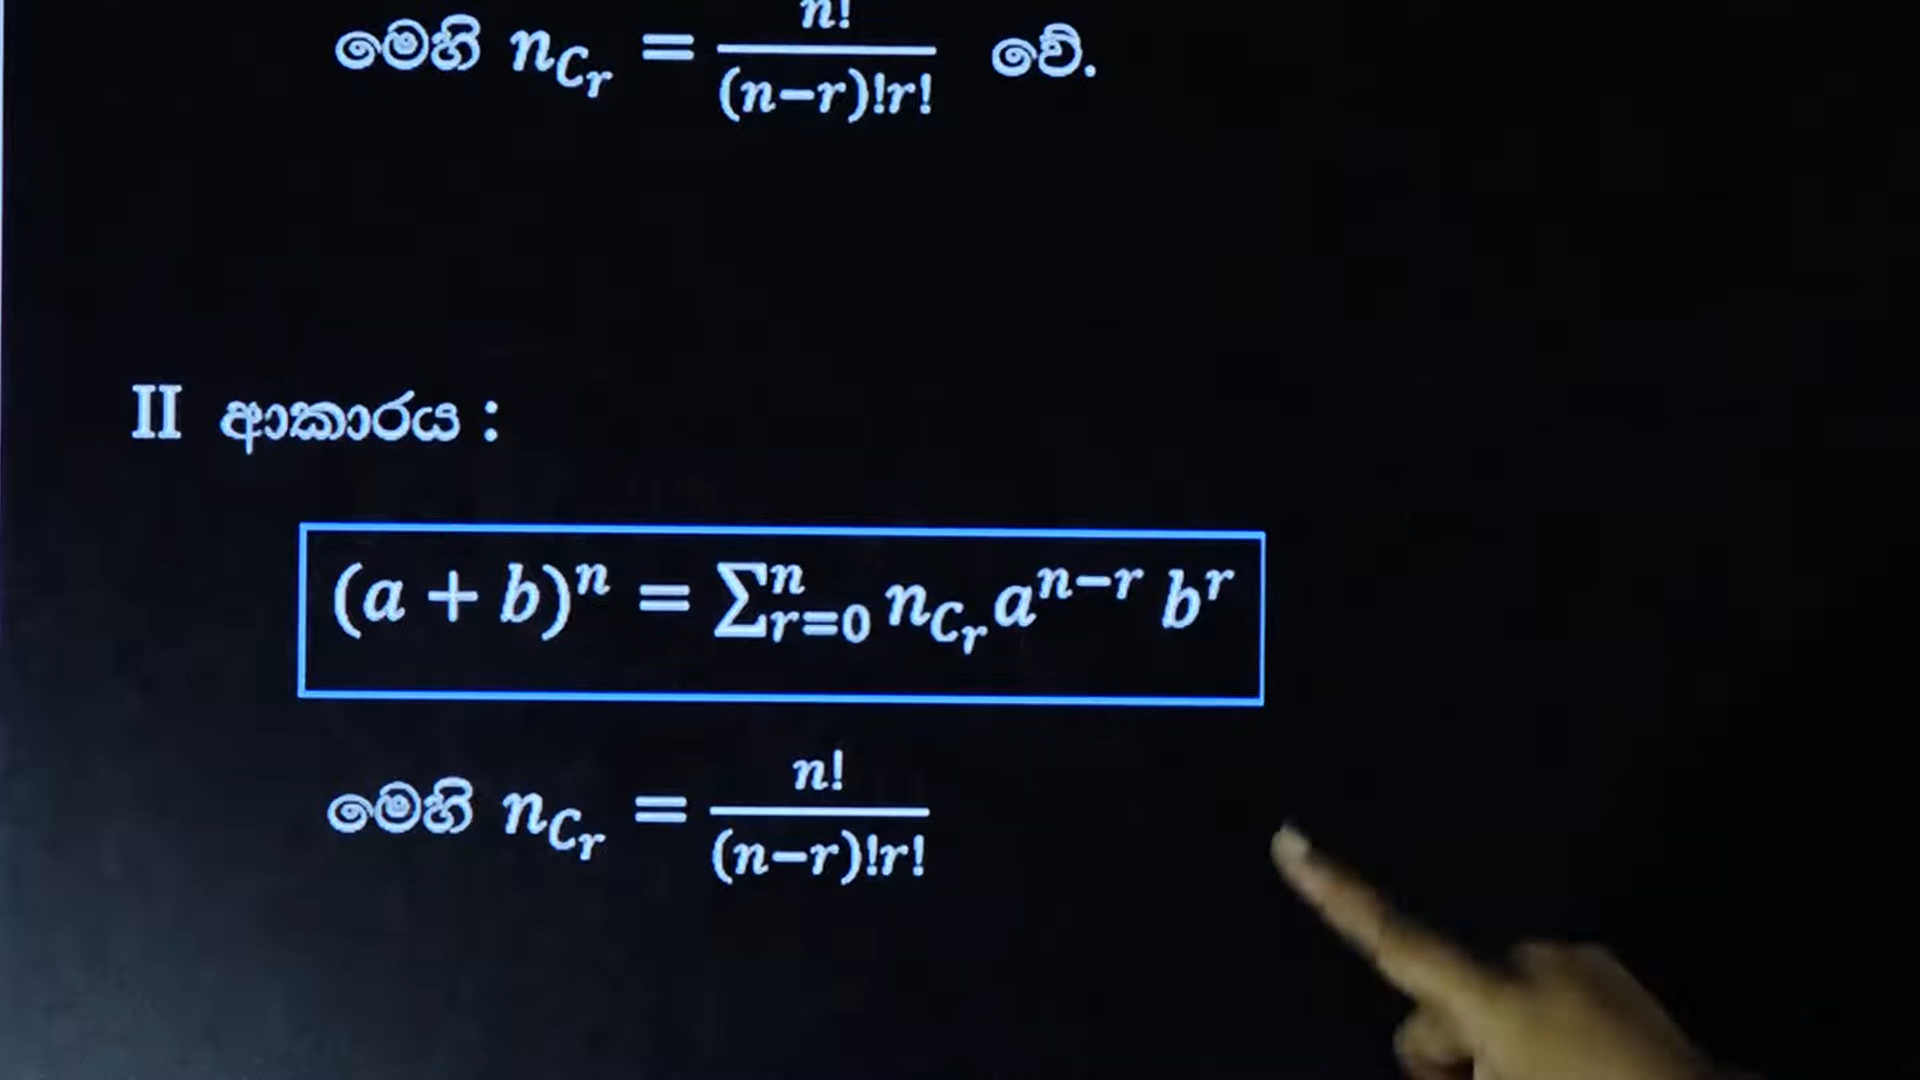 මෙහි nCr = n!/(n−r)!r! වේ.
II ආකාරය :
(a + b)ⁿ = ∑ⁿᵣ₌₀ nCr aⁿ⁻ʳ bʳ
මෙහි nCr = n!/(n−r)!r!